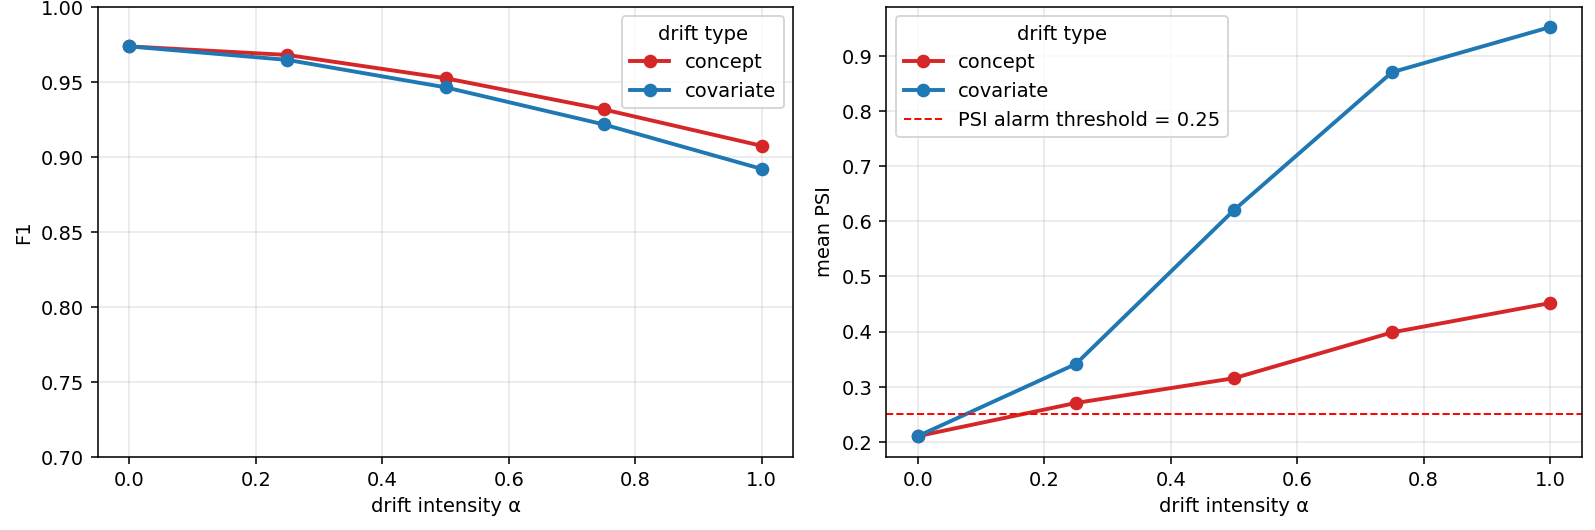 1.00
0.95
0.90
0.85
0.80
0.75
0.70
F1
0.0 0.2 0.4 0.6 0.8 1.0
drift intensity α
drift type
concept
covariate
0.9
0.8
0.7
0.6
0.5
0.4
0.3
0.2
mean PSI
0.0 0.2 0.4 0.6 0.8 1.0
drift intensity α
drift type
concept
covariate
PSI alarm threshold = 0.25